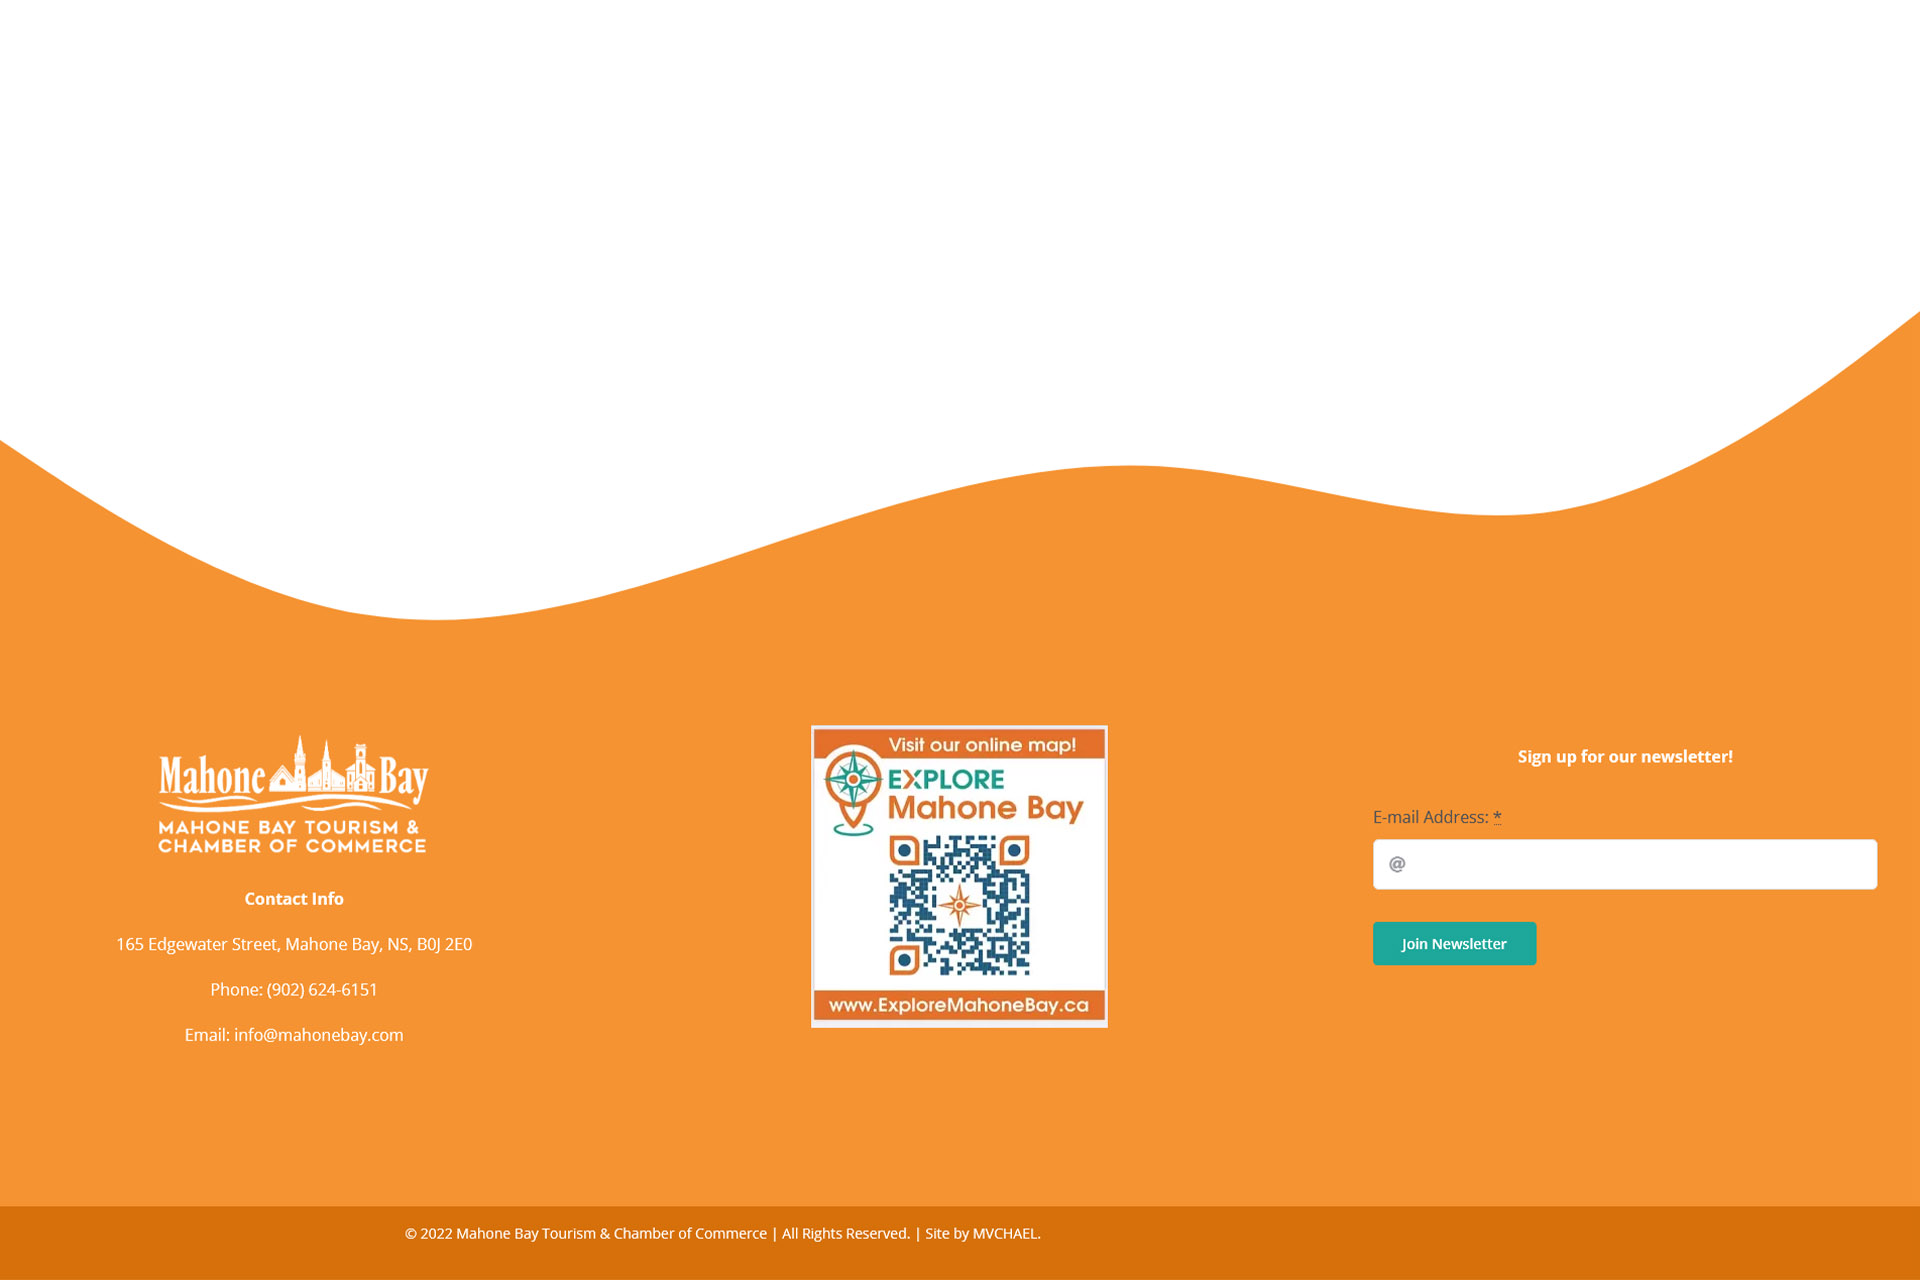 Mahone Bay
MAHONE BAY TOURISM &
CHAMBER OF COMMERCE
Contact Info
165 Edgewater Street, Mahone Bay, NS, B0J 2E0
Phone: (902) 624-6151
Email: info@mahonebay.com
Visit our online map!
EXPLORE
Mahone Bay
www.ExploreMahoneBay.ca
Sign up for our newsletter!
E-mail Address: *
@
Join Newsletter
© 2022 Mahone Bay Tourism & Chamber of Commerce | All Rights Reserved. | Site by MVCHAEL.